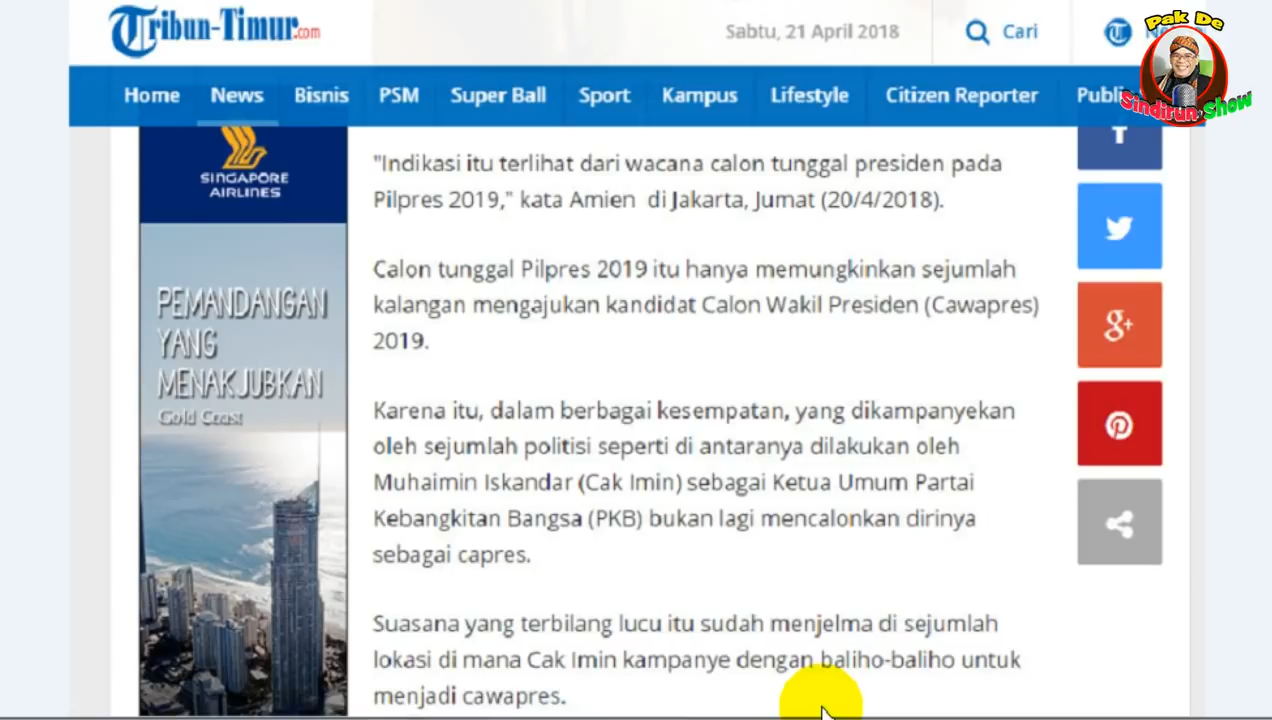 Tribun-Timur.com
Sabtu, 21 April 2018
Cari
Pak De
Sindirun Show
Home
News
Bisnis
PSM
Super Ball
Sport
Kampus
Lifestyle
Citizen Reporter
SINGAPORE
AIRLINES
PEMANDANGAN
YANG
MENAKJUBKAN
Gold Coast
"Indikasi itu terlihat dari wacana calon tunggal presiden pada
Pilpres 2019," kata Amien di Jakarta, Jumat (20/4/2018).
Calon tunggal Pilpres 2019 itu hanya memungkinkan sejumlah
kalangan mengajukan kandidat Calon Wakil Presiden (Cawapres)
2019.
Karena itu, dalam berbagai kesempatan, yang dikampanyekan
oleh sejumlah politisi seperti di antaranya dilakukan oleh
Muhaimin Iskandar (Cak Imin) sebagai Ketua Umum Partai
Kebangkitan Bangsa (PKB) bukan lagi mencalonkan dirinya
sebagai capres.
Suasana yang terbilang lucu itu sudah menjelma di sejumlah
lokasi di mana Cak Imin kampanye dengan baliho-baliho untuk
menjadi cawapres.